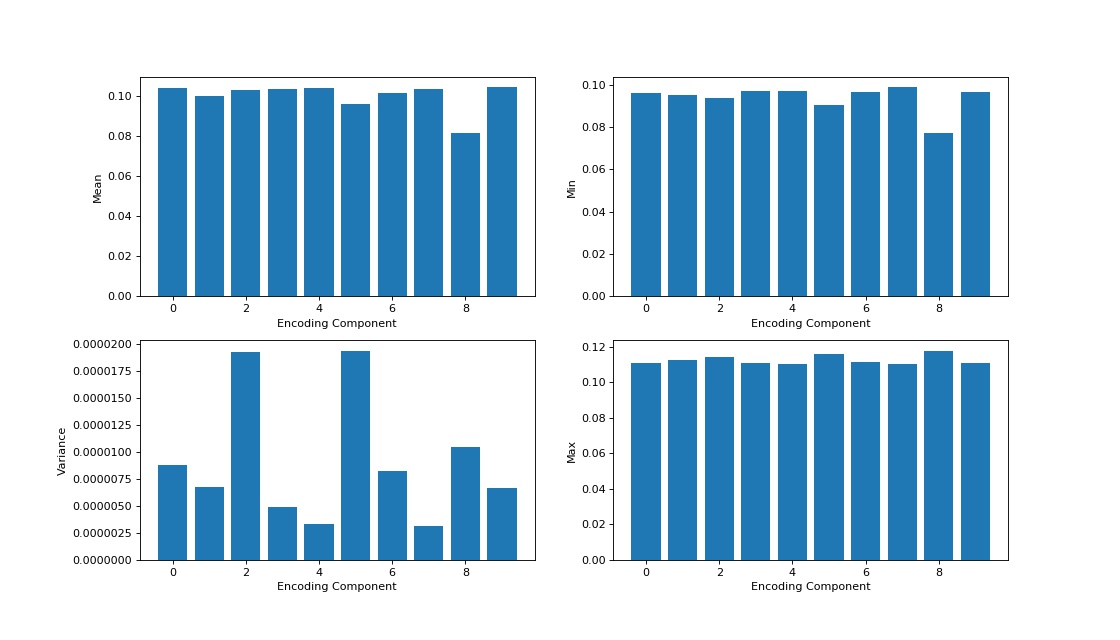 Mean
0.10
0.08
0.06
0.04
0.02
0.00
0 2 4 6 8
Encoding Component
Min
0.10
0.08
0.06
0.04
0.02
0.00
0 2 4 6 8
Encoding Component
Variance
0.0000200
0.0000175
0.0000150
0.0000125
0.0000100
0.0000075
0.0000050
0.0000025
0.0000000
0 2 4 6 8
Encoding Component
Max
0.12
0.10
0.08
0.06
0.04
0.02
0.00
0 2 4 6 8
Encoding Component